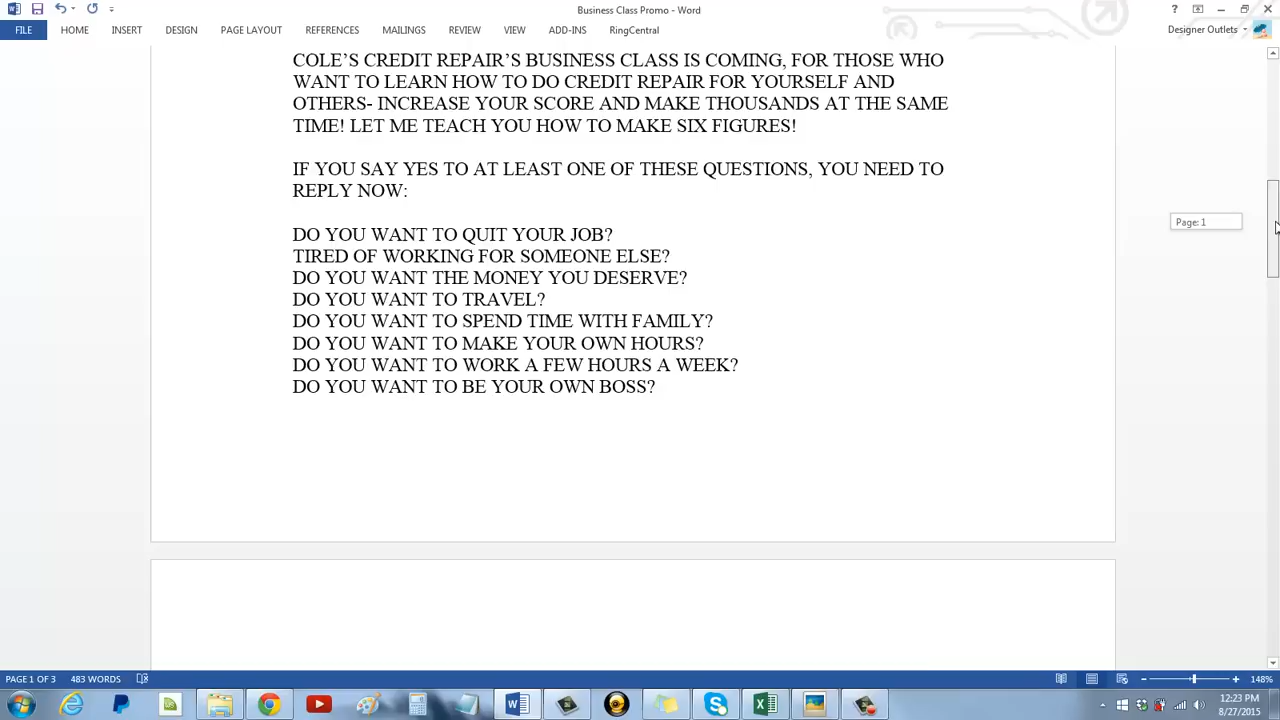 Business Class Promo - Word
FILE HOME INSERT DESIGN PAGE LAYOUT REFERENCES MAILINGS REVIEW VIEW ADD-INS RingCentral Designer Outlets
COLE’S CREDIT REPAIR’S BUSINESS CLASS IS COMING, FOR THOSE WHO
WANT TO LEARN HOW TO DO CREDIT REPAIR FOR YOURSELF AND
OTHERS- INCREASE YOUR SCORE AND MAKE THOUSANDS AT THE SAME
TIME! LET ME TEACH YOU HOW TO MAKE SIX FIGURES!
IF YOU SAY YES TO AT LEAST ONE OF THESE QUESTIONS, YOU NEED TO
REPLY NOW:
Page: 1
DO YOU WANT TO QUIT YOUR JOB?
TIRED OF WORKING FOR SOMEONE ELSE?
DO YOU WANT THE MONEY YOU DESERVE?
DO YOU WANT TO TRAVEL?
DO YOU WANT TO SPEND TIME WITH FAMILY?
DO YOU WANT TO MAKE YOUR OWN HOURS?
DO YOU WANT TO WORK A FEW HOURS A WEEK?
DO YOU WANT TO BE YOUR OWN BOSS?
PAGE 1 OF 3 483 WORDS 148%
12:23 PM
8/27/2015